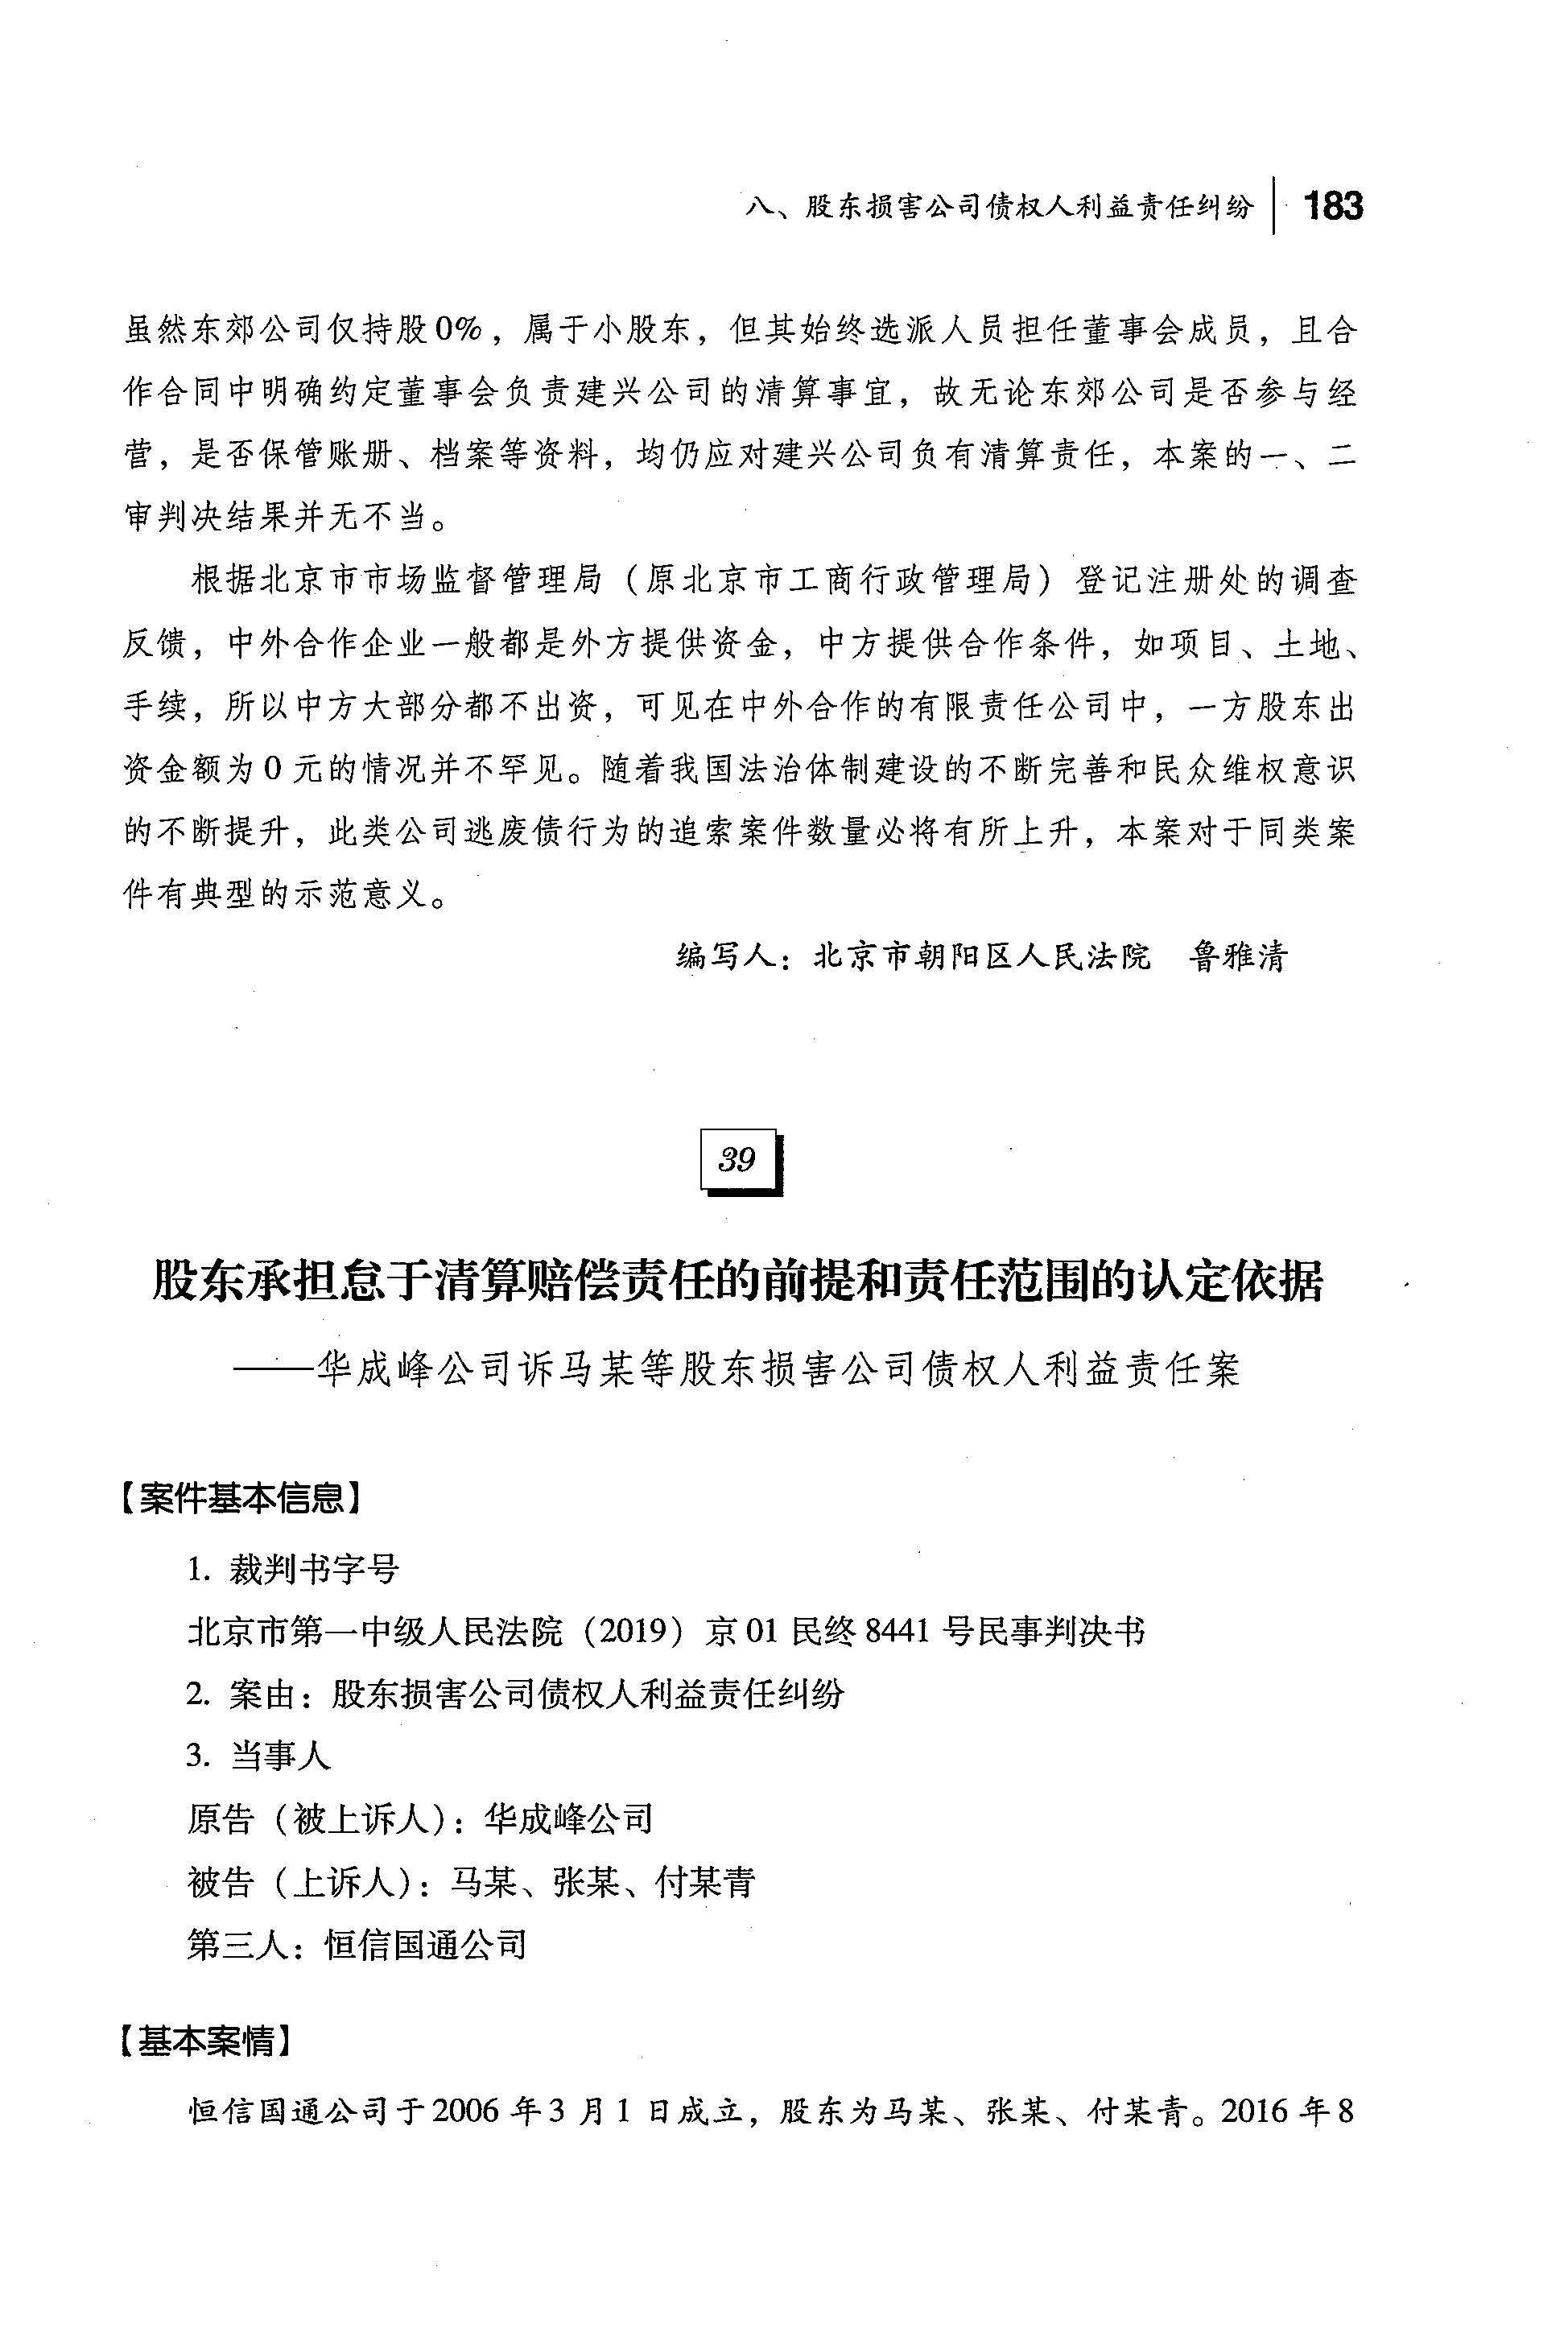 八、股东损害公司债权人利益责任纠纷 183
虽然东郊公司仅持股0%，属于小股东，但其始终选派人员担任董事会成员，且合
作合同中明确约定董事会负责建兴公司的清算事宜，故无论东郊公司是否参与经
营，是否保管账册、档案等资料，均仍应对建兴公司负有清算责任，本案的一、二
审判决结果并无不当。
根据北京市市场监督管理局（原北京市工商行政管理局）登记注册处的调查
反馈，中外合作企业一般都是外方提供资金，中方提供合作条件，如项目、土地、
手续，所以中方大部分都不出资，可见在中外合作的有限责任公司中，一方股东出
资金额为0元的情况并不罕见。随着我国法治体制建设的不断完善和民众维权意识
的不断提升，此类公司逃废债行为的追索案件数量必将有所上升，本案对于同类案
件有典型的示范意义。
编写人：北京市朝阳区人民法院 鲁雅清
39
股东承担怠于清算赔偿责任的前提和责任范围的认定依据
——华成峰公司诉马某等股东损害公司债权人利益责任案
【案件基本信息】
1. 裁判书字号
北京市第一中级人民法院（2019）京01民终8441号民事判决书
2. 案由：股东损害公司债权人利益责任纠纷
3. 当事人
原告（被上诉人）：华成峰公司
被告（上诉人）：马某、张某、付某青
第三人：恒信国通公司
【基本案情】
恒信国通公司于2006年3月1日成立，股东为马某、张某、付某青。2016年8